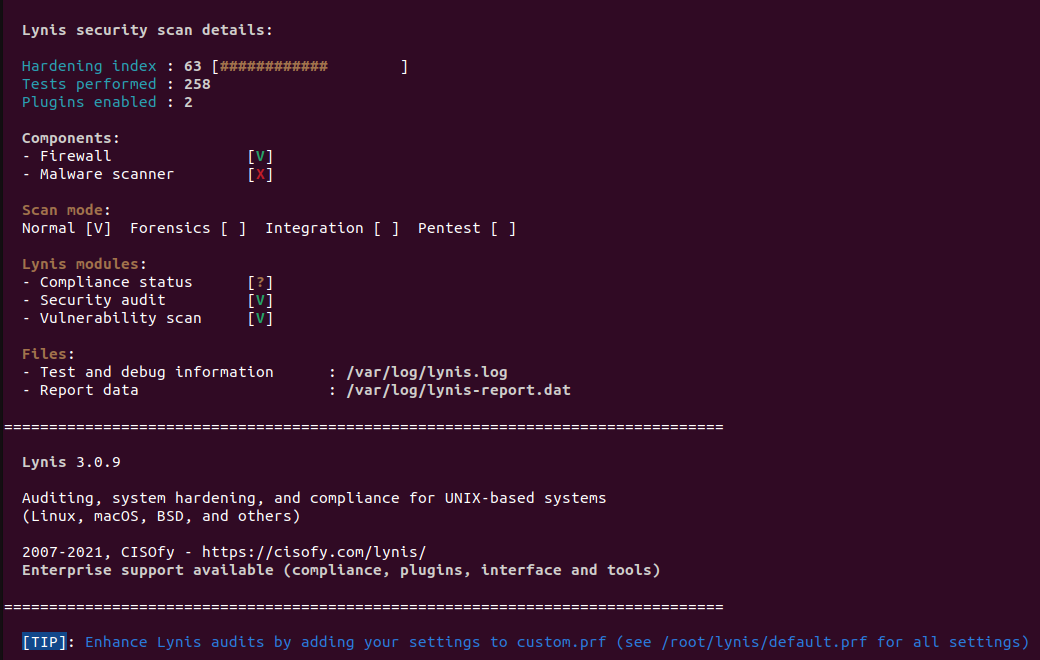 Lynis security scan details:
Hardening index : 63 [############        ]
Tests performed : 258
Plugins enabled : 2
Components:
- Firewall               [V]
- Malware scanner        [X]
Scan mode:
Normal [V]  Forensics [ ]  Integration [ ]  Pentest [ ]
Lynis modules:
- Compliance status      [?]
- Security audit         [V]
- Vulnerability scan     [V]
Files:
- Test and debug information      : /var/log/lynis.log
- Report data                     : /var/log/lynis-report.dat
================================================================================
Lynis 3.0.9
Auditing, system hardening, and compliance for UNIX-based systems
(Linux, macOS, BSD, and others)
2007-2021, CISOfy - https://cisofy.com/lynis/
Enterprise support available (compliance, plugins, interface and tools)
================================================================================
[TIP]: Enhance Lynis audits by adding your settings to custom.prf (see /root/lynis/default.prf for all settings)